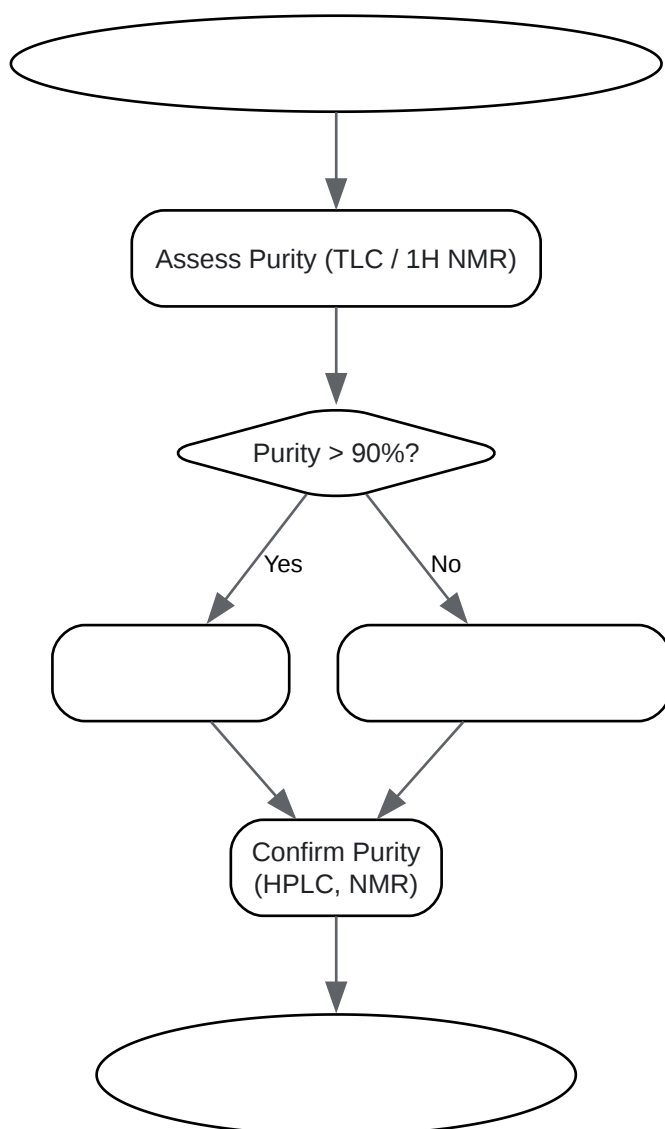 Assess Purity (TLC / 1H NMR)
Purity > 90%?
Yes
No
Confirm Purity
(HPLC, NMR)